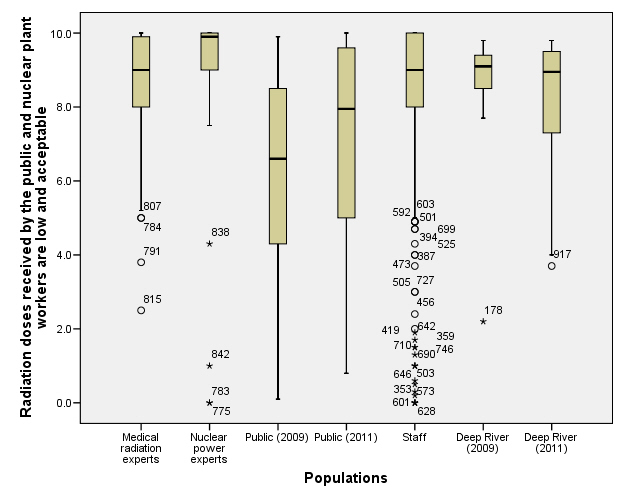 Radiation doses received by the public and nuclear plant
workers are low and acceptable
10.0
8.0
6.0
4.0
2.0
0.0
807
784
791
815
838
842
783
775
603
592
501
699
394
525
387
473
505
727
456
419
642
359
710
746
690
646
503
353
573
601
628
178
917
Medical
radiation
experts
Nuclear
power
experts
Public (2009)
Public (2011)
Staff
Deep River
(2009)
Deep River
(2011)
Populations